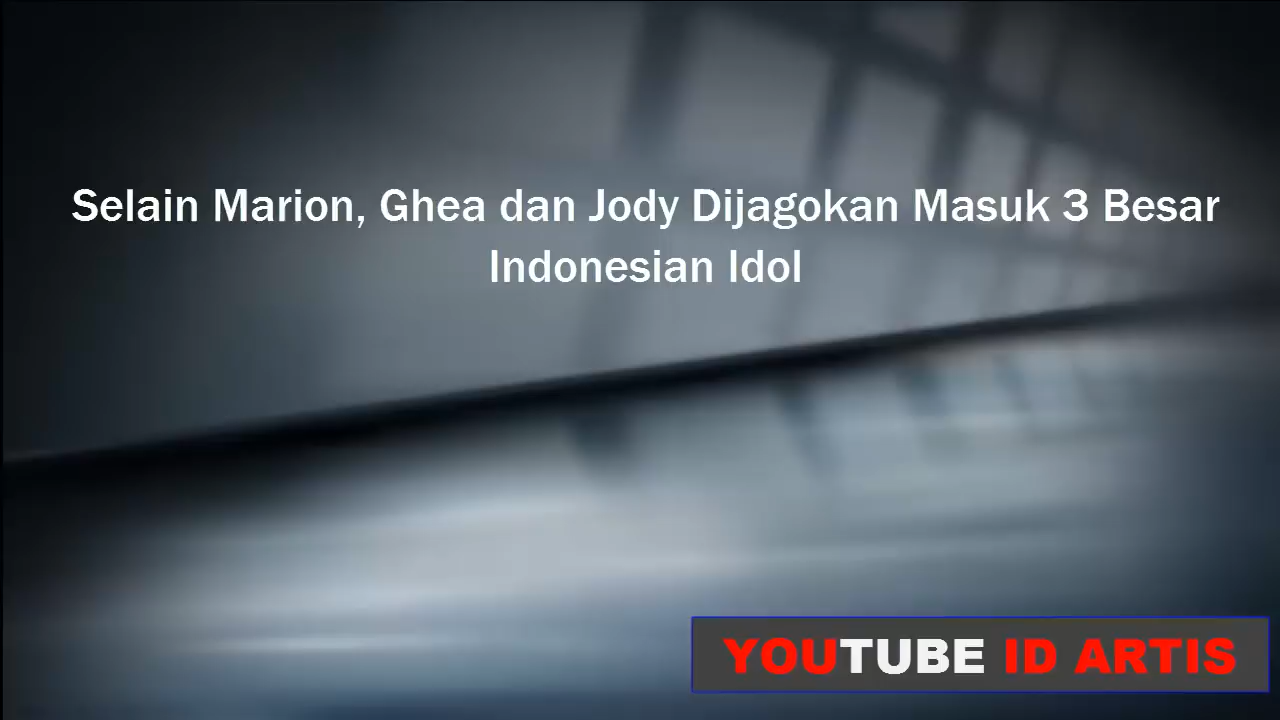 Selain Marion, Ghea dan Jody Dijagokan Masuk 3 Besar
Indonesian Idol
YOUTUBE ID ARTIS